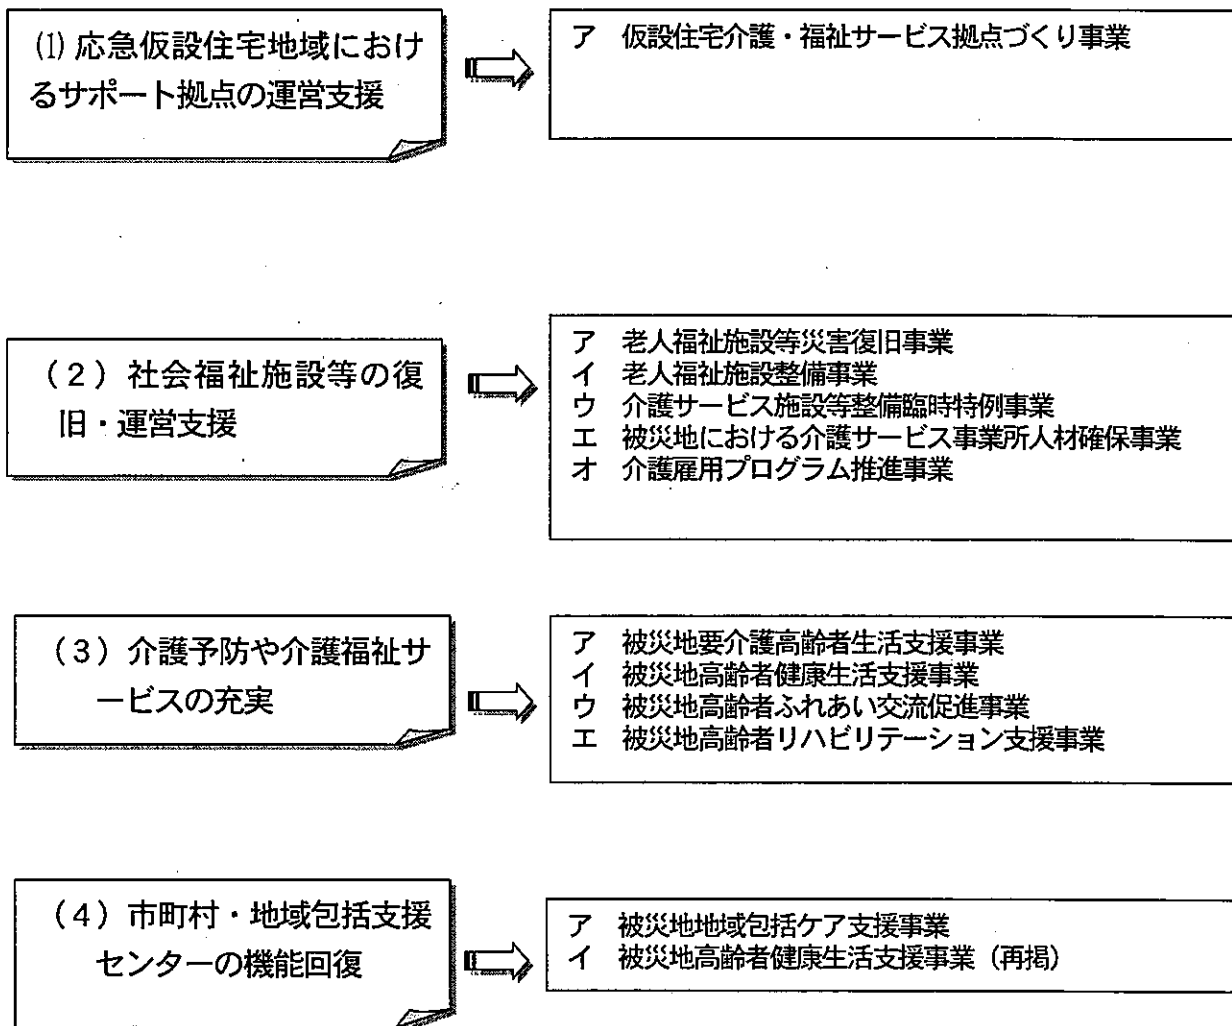 (1) 応急仮設住宅地域におけ
るサポート拠点の運営支援
ア 仮設住宅介護・福祉サービス拠点づくり事業
(2) 社会福祉施設等の復
旧・運営支援
ア 老人福祉施設等災害復旧事業
イ 老人福祉施設整備事業
ウ 介護サービス施設等整備臨時特例事業
エ 被災地における介護サービス事業所人材確保事業
オ 介護雇用プログラム推進事業
(3) 介護予防や介護福祉サ
ービスの充実
ア 被災地要介護高齢者生活支援事業
イ 被災地高齢者健康生活支援事業
ウ 被災地高齢者ふれあい交流促進事業
エ 被災地高齢者リハビリテーション支援事業
(4) 市町村・地域包括支援
センターの機能回復
ア 被災地地域包括ケア支援事業
イ 被災地高齢者健康生活支援事業（再掲）